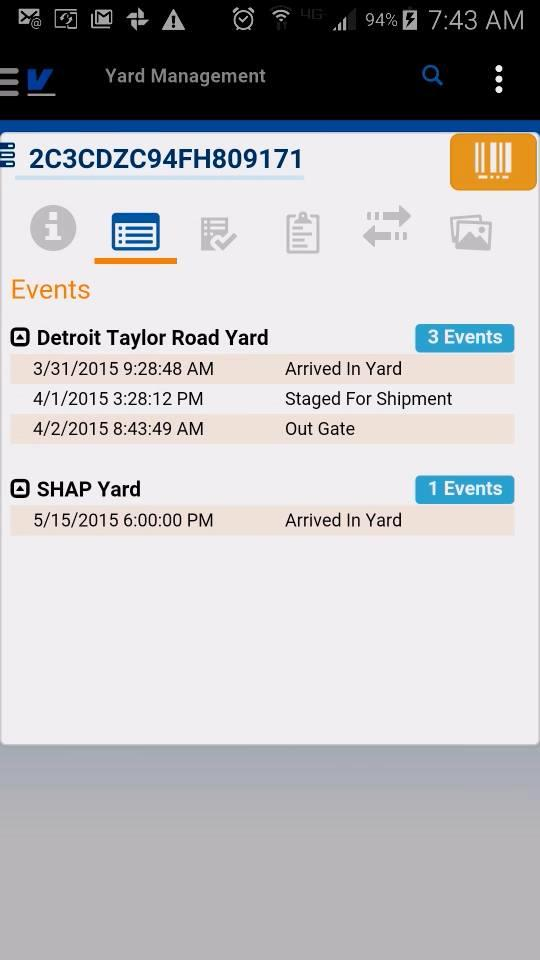 4G 94% 7:43 AM
Yard Management
2C3CDZC94FH809171
Events
Detroit Taylor Road Yard 3 Events
3/31/2015 9:28:48 AM Arrived In Yard
4/1/2015 3:28:12 PM Staged For Shipment
4/2/2015 8:43:49 AM Out Gate
SHAP Yard 1 Events
5/15/2015 6:00:00 PM Arrived In Yard